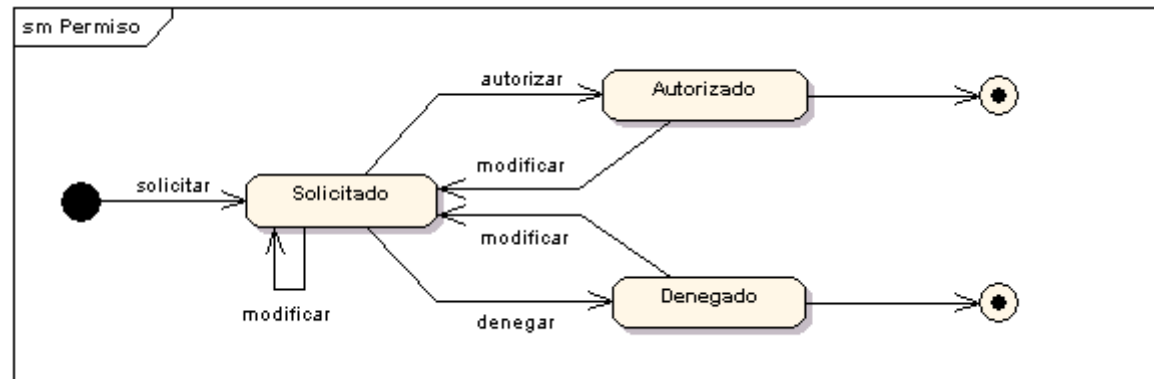 sm Permiso
autorizar
Autorizado
modificar
solicitar
Solicitado
modificar
modificar
denegar
Denegado